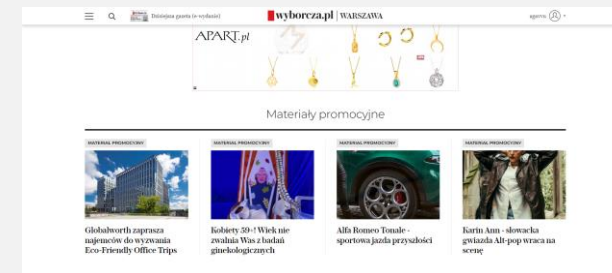 Dzisiejsza gazeta (e-wydanie)
wyborcza.pl | WARSZAWA
APART.pl
Materiały promocyjne
MATERIAŁ PROMOCYJNY
MATERIAŁ PROMOCYJNY
MATERIAŁ PROMOCYJNY
MATERIAŁ PROMOCYJNY
Globalworth zaprasza
najemców do wyzwania
Eco-Friendly Office Trips
Kobiety 59+! Wiek nie
zwalnia Was z badań
ginekologicznych
Alfa Romeo Tonale -
sportowa jazda przyszłości
Karin Ann - słowacka
gwiazda Alt-pop wraca na
scenę